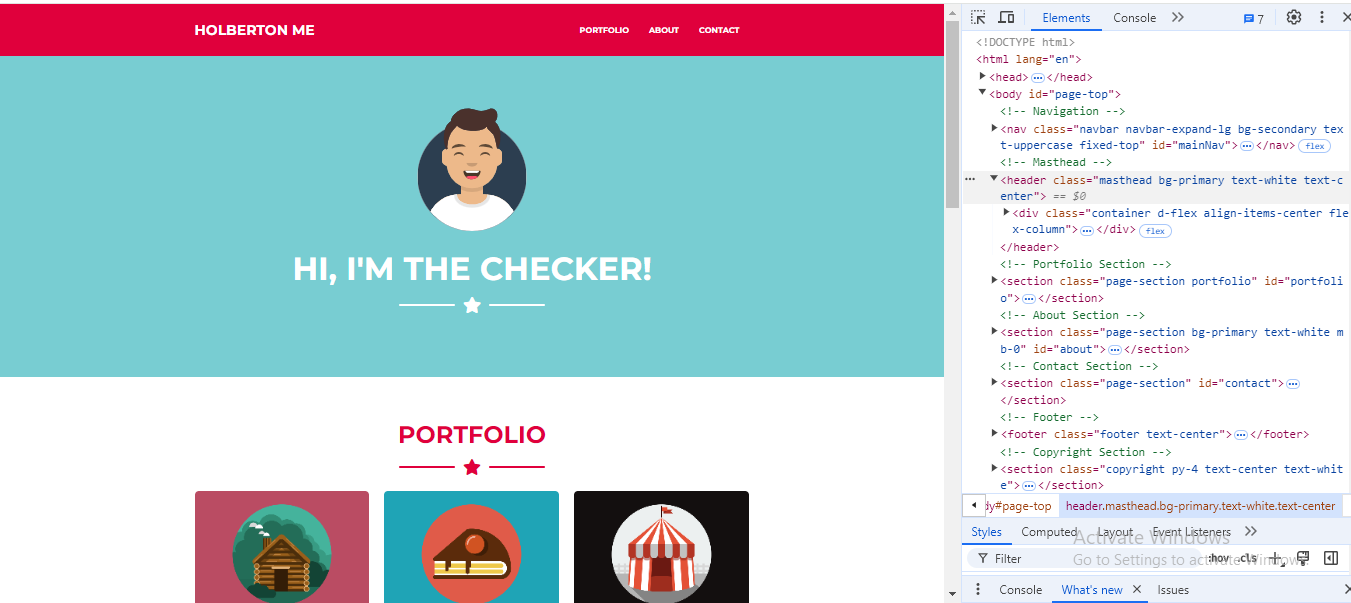 HOLBERTON ME
PORTFOLIO ABOUT CONTACT
HI, I'M THE CHECKER!
PORTFOLIO
Elements Console 7
<!DOCTYPE html>
<html lang="en">
<head> </head>
<body id="page-top">
<!-- Navigation -->
<nav class="navbar navbar-expand-lg bg-secondary tex
t-uppercase fixed-top" id="mainNav"> </nav> flex
<!-- Masthead -->
<header class="masthead bg-primary text-white text-c
enter"> == $0
<div class="container d-flex align-items-center fle
x-column"> </div> flex
</header>
<!-- Portfolio Section -->
<section class="page-section portfolio" id="portfoli
o"> </section>
<!-- About Section -->
<section class="page-section bg-primary text-white m
b-0" id="about"> </section>
<!-- Contact Section -->
<section class="page-section" id="contact">
</section>
<!-- Footer -->
<footer class="footer text-center"> </footer>
<!-- Copyright Section -->
<section class="copyright py-4 text-center text-whit
e"> </section>
dy#page-top header.masthead.bg-primary.text-white.text-center
Styles Computed Layout Event Listeners
Activate Windows
Filter :hov .cls
Go to Settings to activate Windows.
Console What's new Issues